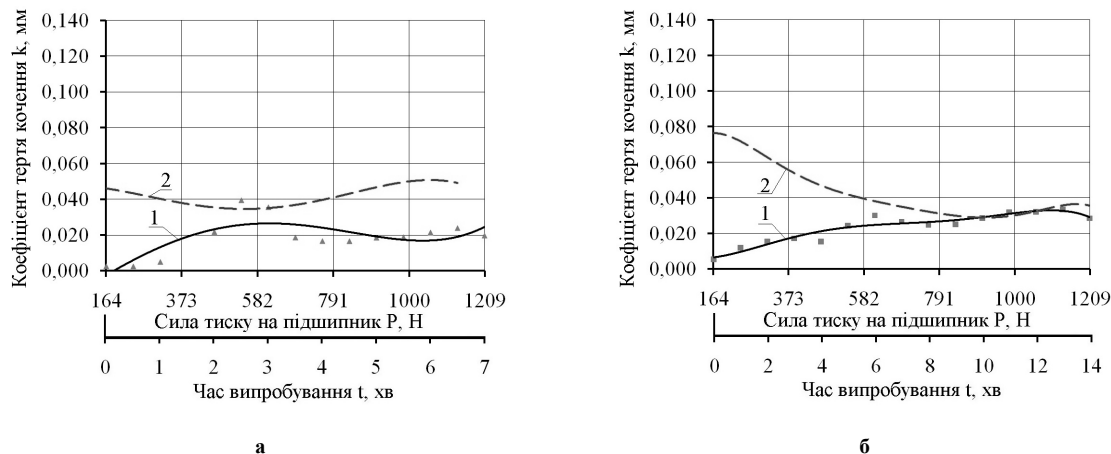 Коефіцієнт тертя кочення k, мм
0,140
0,120
0,100
0,080
0,060
0,040
0,020
0,000
2
1
164 373 582 791 1000 1209
Сила тиску на підшипник P, Н
0 1 2 3 4 5 6 7
Час випробування t, хв
а
Коефіцієнт тертя кочення k, мм
0,140
0,120
0,100
0,080
0,060
0,040
0,020
0,000
2
1
164 373 582 791 1000 1209
Сила тиску на підшипник P, Н
0 2 4 6 8 10 12 14
Час випробування t, хв
б